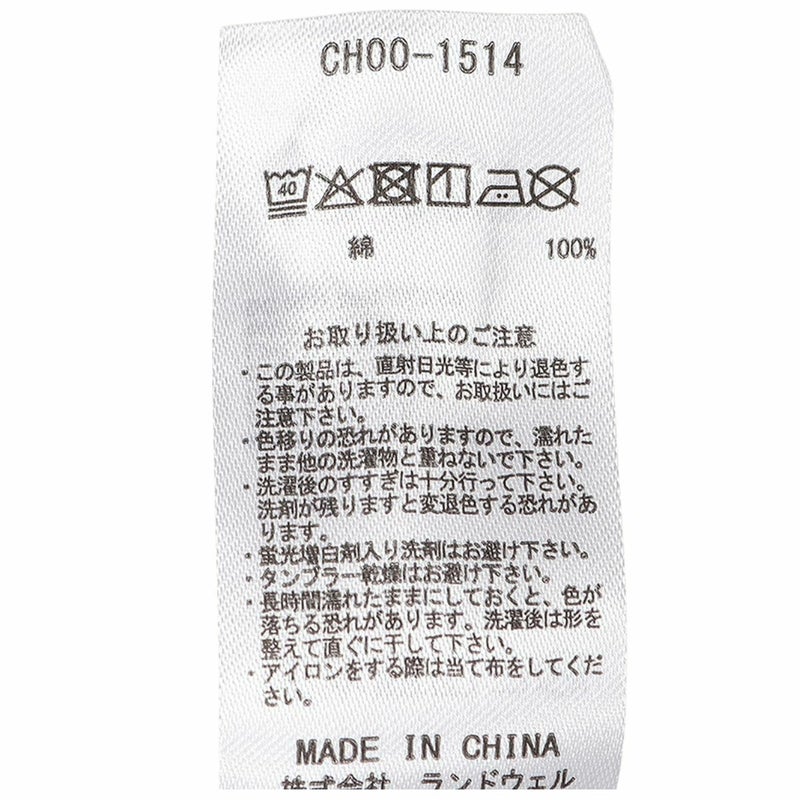 CH00-1514
40
綿 100%
お取り扱い上のご注意
・この製品は、直射日光等により退色す
る事がありますので、お取扱いにはご
注意下さい。
・色移りの恐れがありますので、濡れた
まま他の洗濯物と重ねないで下さい。
・洗濯後のすすぎは十分行って下さい。
洗剤が残りますと変退色する恐れがあ
ります。
・蛍光増白剤入り洗剤はお避け下さい。
・タンブラー乾燥はお避け下さい。
・長時間濡れたままにしておくと、色が
落ちる恐れがあります。洗濯後は形を
整えて直ぐに干して下さい。
・アイロンをする際は当て布をしてくだ
さい。
MADE IN CHINA
株式会社 ランドウェル